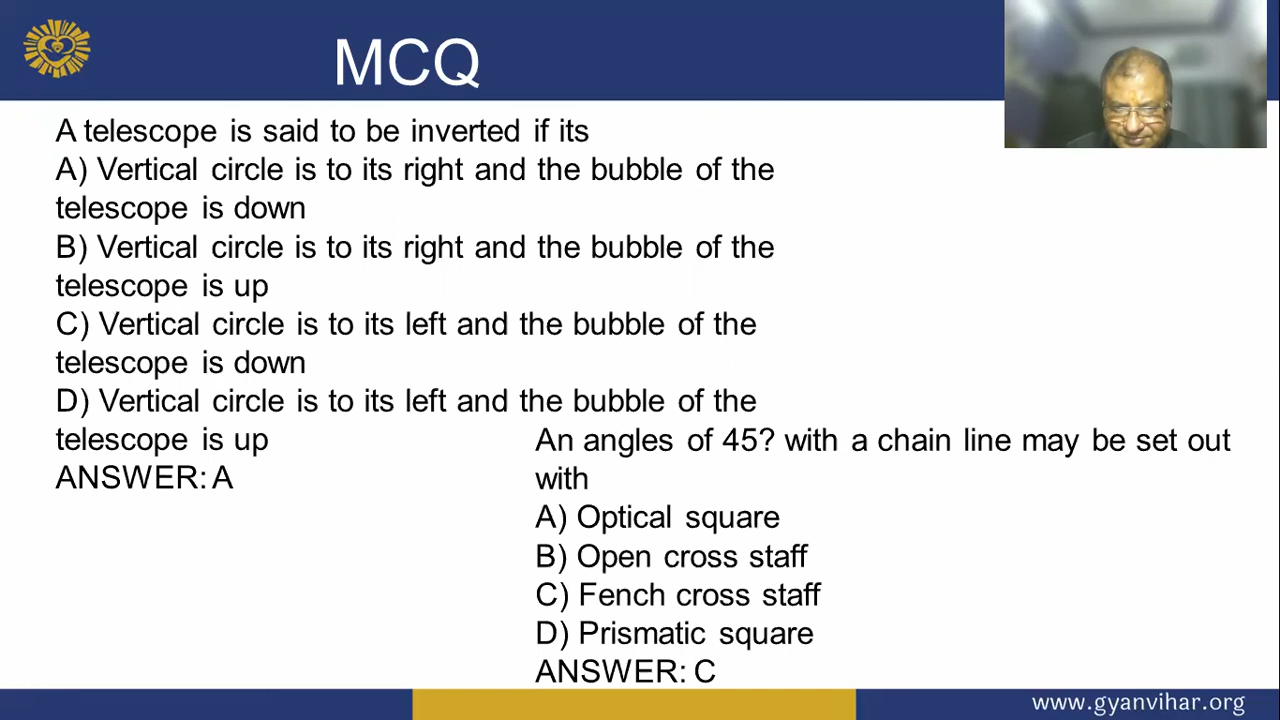 MCQ
A telescope is said to be inverted if its
A) Vertical circle is to its right and the bubble of the
telescope is down
B) Vertical circle is to its right and the bubble of the
telescope is up
C) Vertical circle is to its left and the bubble of the
telescope is down
D) Vertical circle is to its left and the bubble of the
telescope is up
ANSWER: A
An angles of 45? with a chain line may be set out
with
A) Optical square
B) Open cross staff
C) Fench cross staff
D) Prismatic square
ANSWER: C
www.gyanvihar.org